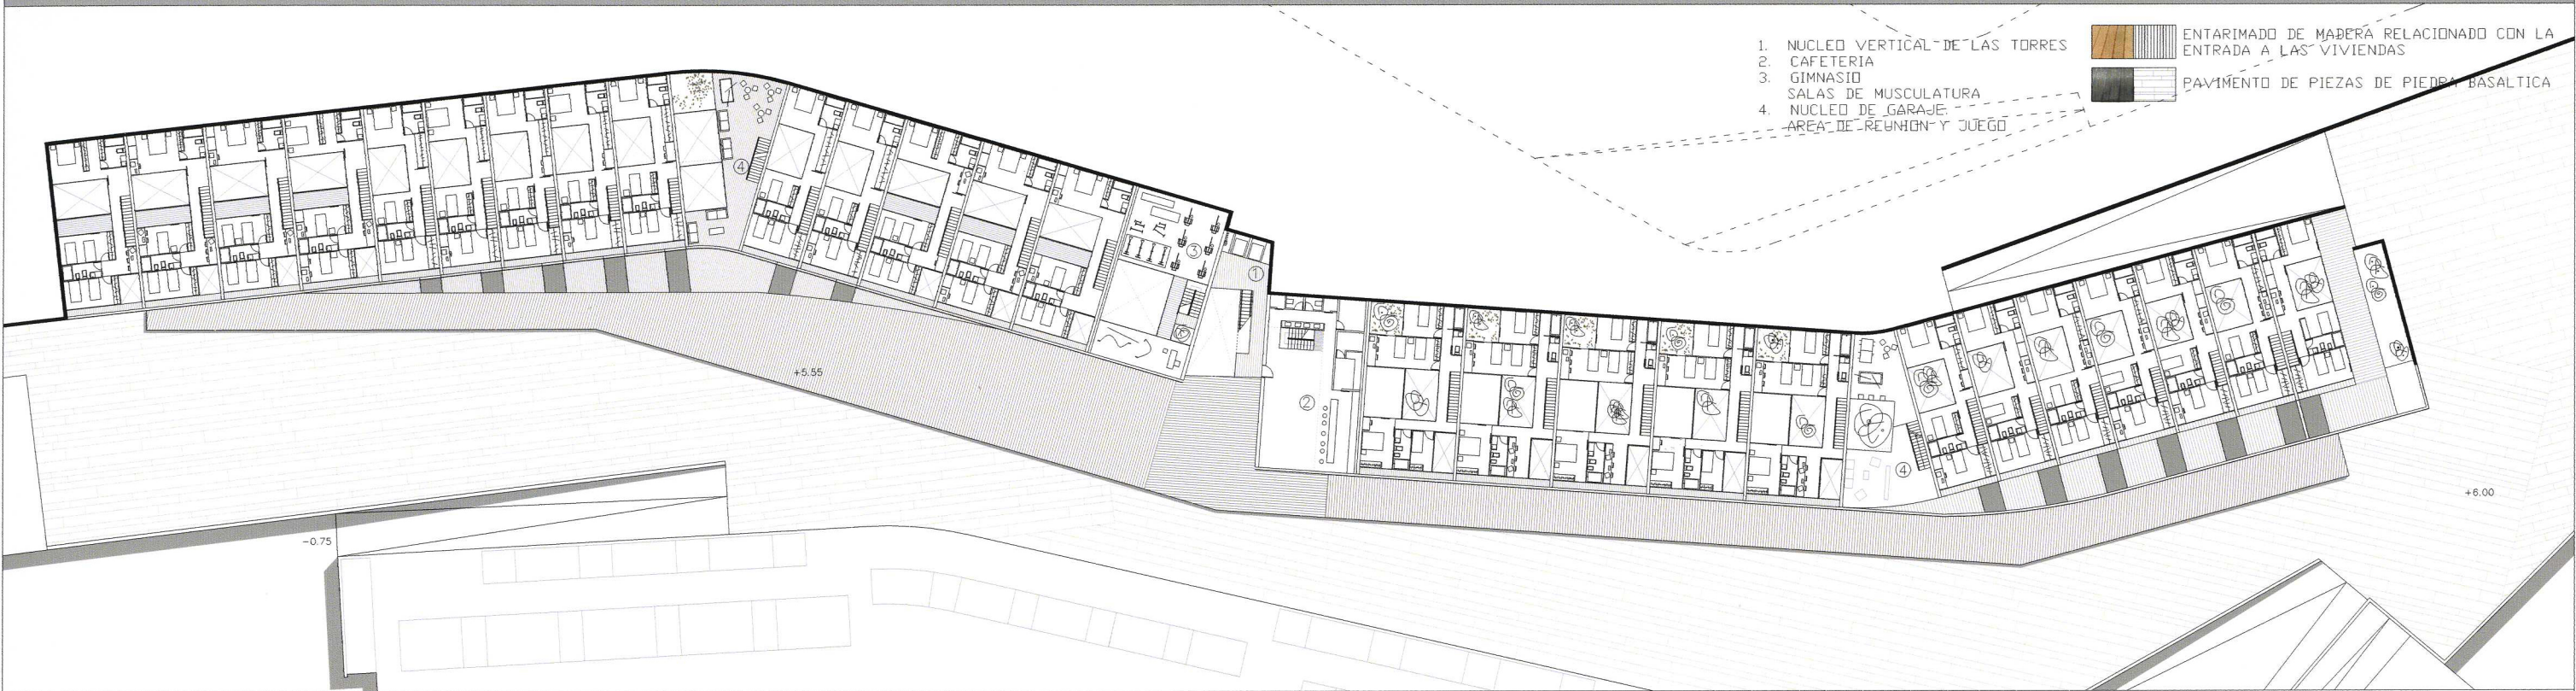 1. NUCLEO VERTICAL DE LAS TORRES
2. CAFETERIA
3. GIMNASIO
SALAS DE MUSCULATURA
4. NUCLEO DE GARAJE.
AREA DE REUNION Y JUEGO
ENTARIMADO DE MADERA RELACIONADO CON LA
ENTRADA A LAS VIVIENDAS
PAVIMENTO DE PIEZAS DE PIEDRA BASALTICA
4
3
1
+5.55
2
4
+6.00
-0.75